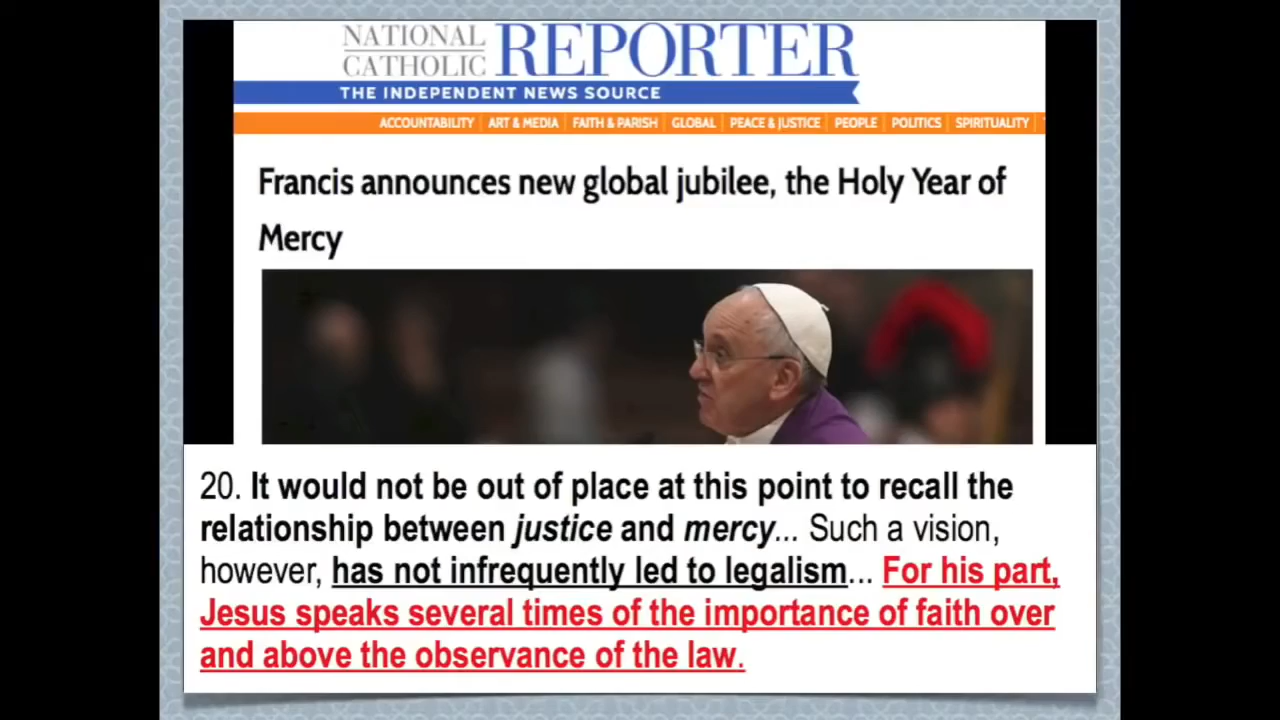 NATIONAL
CATHOLIC
REPORTER
THE INDEPENDENT NEWS SOURCE
ACCOUNTABILITY ART & MEDIA FAITH & PARISH GLOBAL PEACE & JUSTICE PEOPLE POLITICS SPIRITUALITY
Francis announces new global jubilee, the Holy Year of
Mercy
20. It would not be out of place at this point to recall the
relationship between justice and mercy... Such a vision,
however, has not infrequently led to legalism... For his part,
Jesus speaks several times of the importance of faith over
and above the observance of the law.